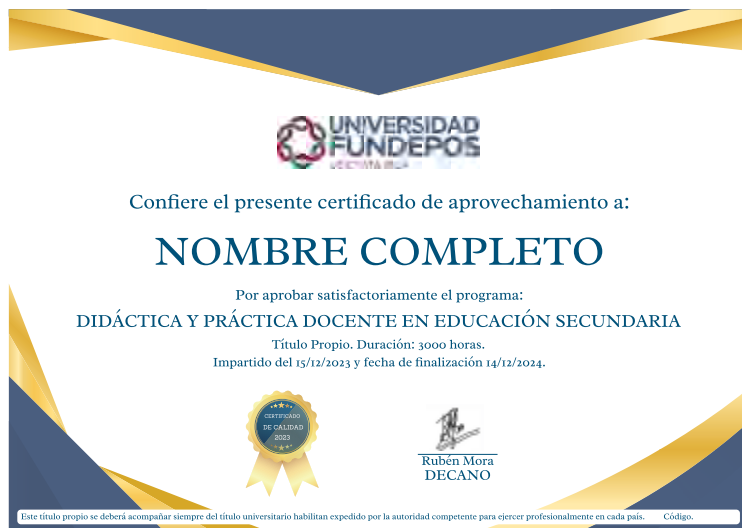 UNIVERSIDAD
FUNDEPOS
Confiere el presente certificado de aprovechamiento a:
NOMBRE COMPLETO
Por aprobar satisfactoriamente el programa:
DIDÁCTICA Y PRÁCTICA DOCENTE EN EDUCACIÓN SECUNDARIA
Título Propio. Duración: 3000 horas.
Impartido del 15/12/2023 y fecha de finalización 14/12/2024.
CERTIFICADO
DE CALIDAD
2023
Rubén Mora
DECANO
Este título propio se deberá acompañar siempre del título universitario habilitan expedido por la autoridad competente para ejercer profesionalmente en cada país. Código.